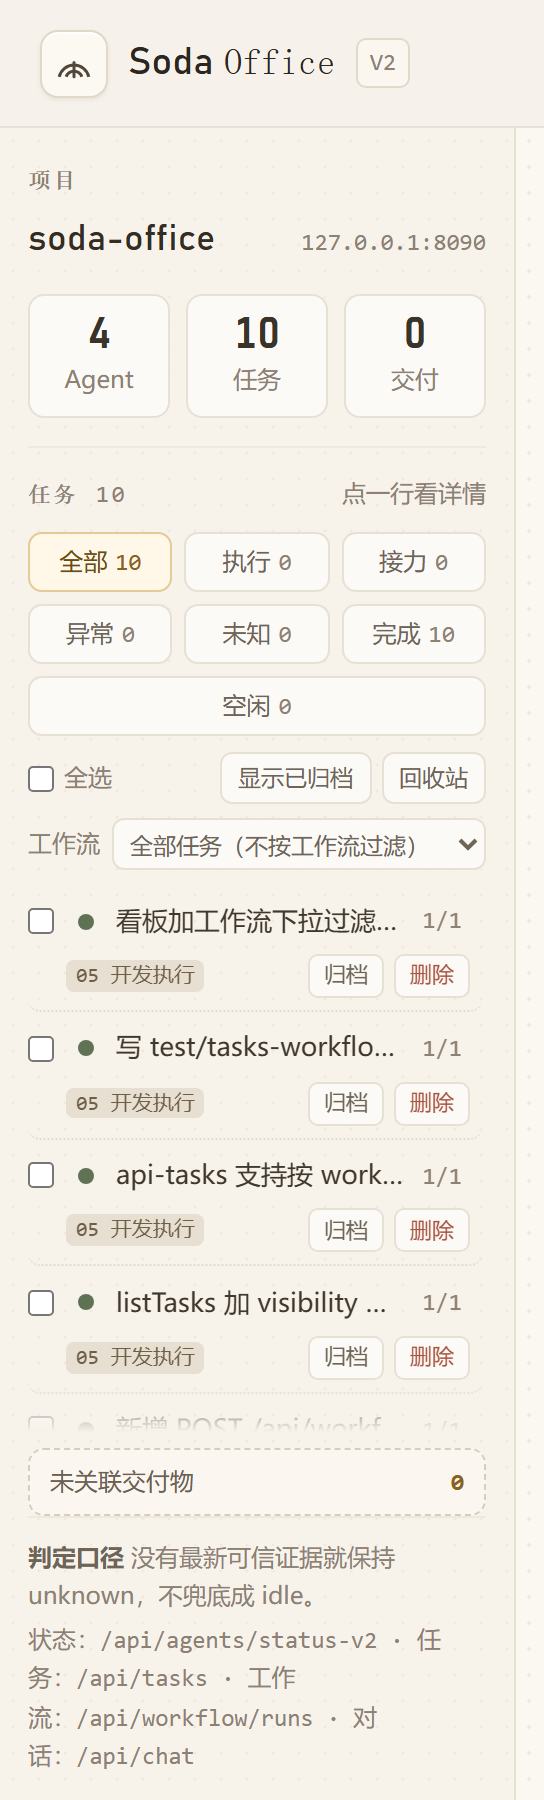 Soda Office V2
项目
soda-office 127.0.0.1:8090
4 10 0
Agent 任务 交付
任务 10 点一行看详情
全部 10 执行 0 接力 0
异常 0 未知 0 完成 10
空闲 0
全选 显示已归档 回收站
工作流 全部任务（不按工作流过滤）
看板加工作流下拉过滤... 1/1
05 开发执行 归档 删除
写 test/tasks-workflo... 1/1
05 开发执行 归档 删除
api-tasks 支持按 work... 1/1
05 开发执行 归档 删除
listTasks 加 visibility ... 1/1
05 开发执行 归档 删除
新增 POST /api/workf... 1/1
未关联交付物 0
判定口径 没有最新可信证据就保持
unknown，不兜底成 idle。
状态：/api/agents/status-v2 · 任
务：/api/tasks · 工作
流：/api/workflow/runs · 对
话：/api/chat